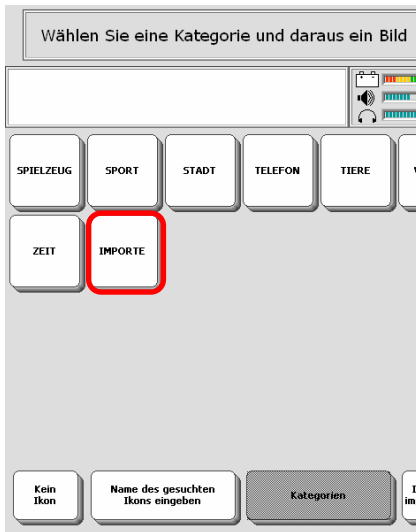 Wählen Sie eine Kategorie und daraus ein Bild
SPIELZEUG
SPORT
STADT
TELEFON
TIERE
ZEIT
IMPORTE
Kein
Ikon
Name des gesuchten
Ikons eingeben
Kategorien